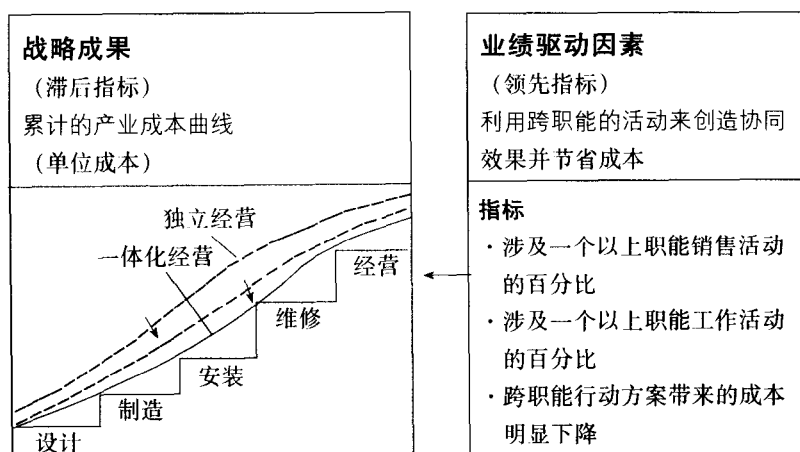 战略成果
（滞后指标）
累计的产业成本曲线
（单位成本）
独立经营
一体化经营
经营
维修
安装
制造
设计
业绩驱动因素
（领先指标）
利用跨职能的活动来创造协同
效果并节省成本
指标
·涉及一个以上职能销售活动
的百分比
·涉及一个以上职能工作活动
的百分比
·跨职能行动方案带来的成本
明显下降